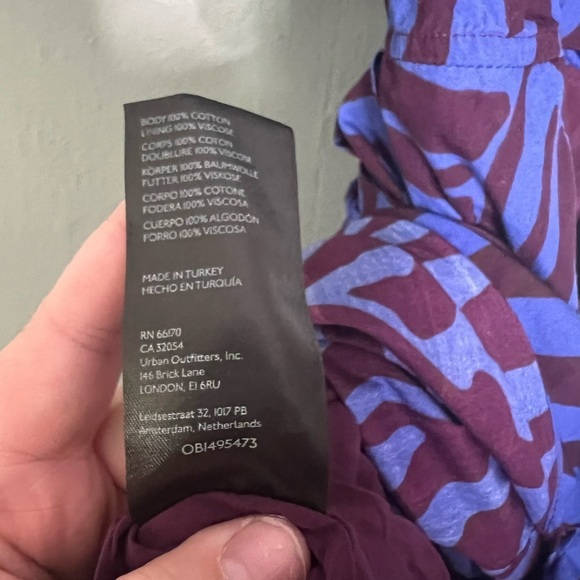 BODY 100% COTTON
LINING 100% VISCOSE
CORPS 100% COTON
DOUBLURE 100% VISCOSE
KÖRPER 100% BAUMWOLLE
FUTTER 100% VISKOSE
CORPO 100% COTONE
FODERA 100% VISCOSA
CUERPO 100% ALGODÓN
FORRO 100% VISCOSA
MADE IN TURKEY
HECHO EN TURQUÍA
RN 66170
CA 32054
Urban Outfitters, Inc.
146 Brick Lane
LONDON, E1 6RU
Leidsestraat 32, 1017 PB
Amsterdam, Netherlands
OB1495473